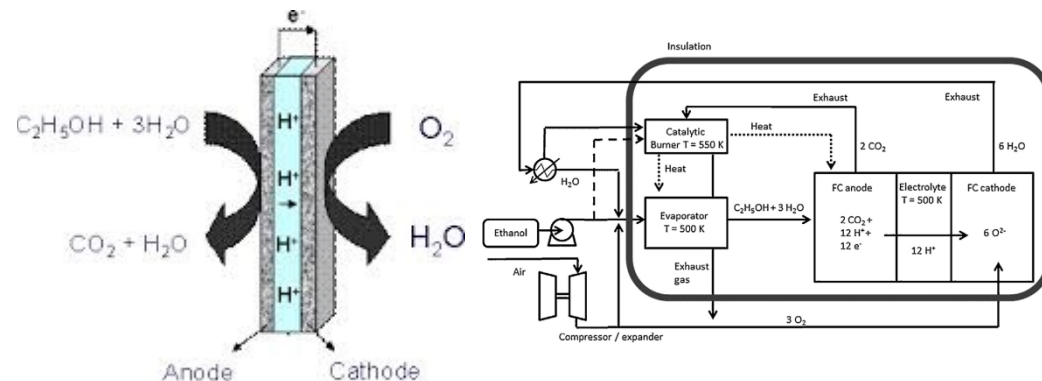 e⁻
C₂H₅OH + 3H₂O
O₂
H⁺
H⁺
H⁺
H⁺
CO₂ + H₂O
H₂O
Anode
Cathode
Insulation
Exhaust
Exhaust
Catalytic
Burner T = 550 K
Heat
2 CO₂
6 H₂O
H₂O
Heat
FC anode
Electrolyte
T = 500 K
FC cathode
Ethanol
Evaporator
T = 500 K
C₂H₅OH + 3 H₂O
2 CO₂ +
12 H⁺+
12 e⁻
12 H⁺
6 O²⁻
Air
Exhaust
gas
3 O₂
Compressor / expander